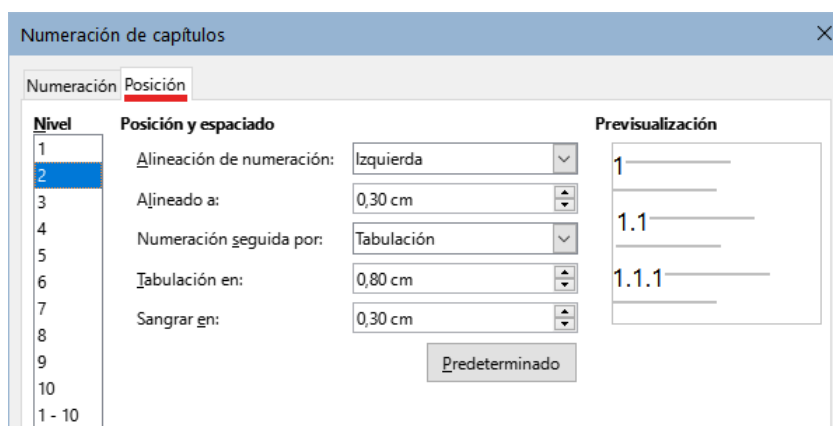 Numeración de capítulos
Numeración Posición
Nivel Posición y espaciado Previsualización
1
2
3
4
5
6
7
8
9
10
1 - 10
Alineación de numeración: Izquierda
Alineado a: 0,30 cm
Numeración seguida por: Tabulación
Tabulación en: 0,80 cm
Sangrar en: 0,30 cm
Predeterminado
1
1.1
1.1.1